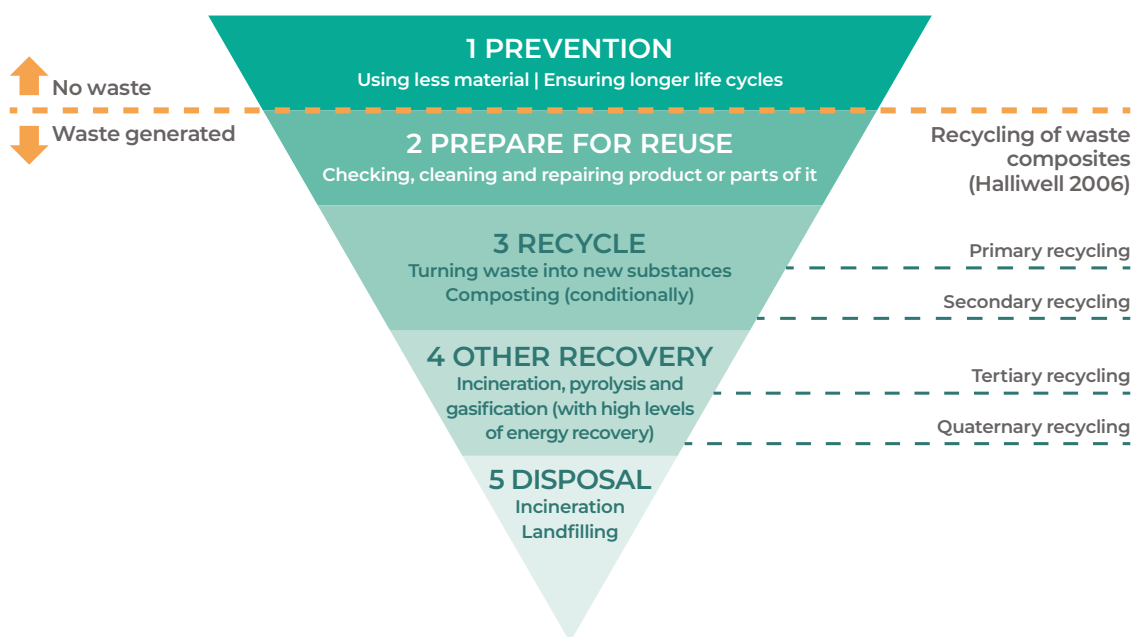 1 PREVENTION
Using less material | Ensuring longer life cycles
No waste
Waste generated
2 PREPARE FOR REUSE
Checking, cleaning and repairing product or parts of it
Recycling of waste
composites
(Halliwell 2006)
3 RECYCLE
Turning waste into new substances
Composting (conditionally)
Primary recycling
Secondary recycling
4 OTHER RECOVERY
Incineration, pyrolysis and
gasification (with high levels
of energy recovery)
Tertiary recycling
Quaternary recycling
5 DISPOSAL
Incineration
Landfilling